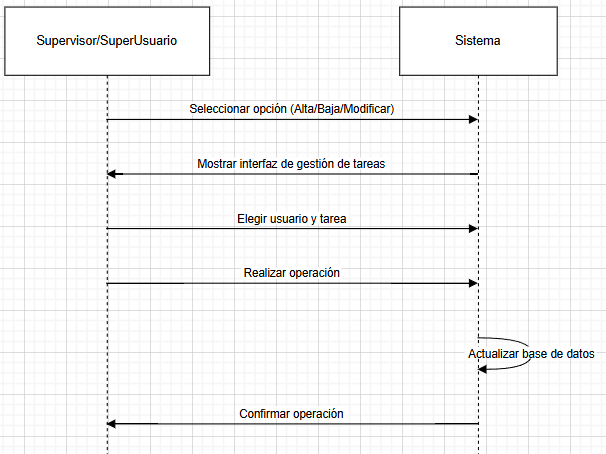 Supervisor/SuperUsuario
Sistema
Seleccionar opción (Alta/Baja/Modificar)
Mostrar interfaz de gestión de tareas
Elegir usuario y tarea
Realizar operación
Actualizar base de datos
Confirmar operación